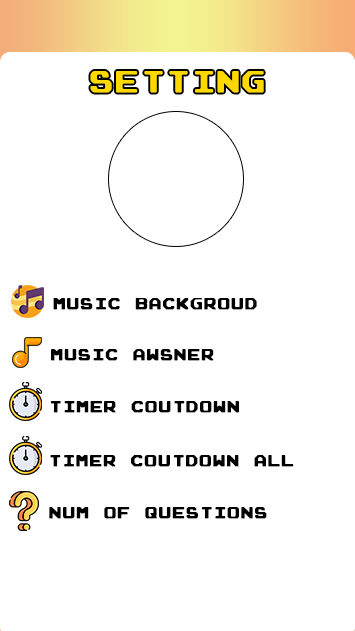 SETTING
MUSIC BACKGROUD
MUSIC AWSNER
TIMER COUTDOWN
TIMER COUTDOWN ALL
NUM OF QUESTIONS